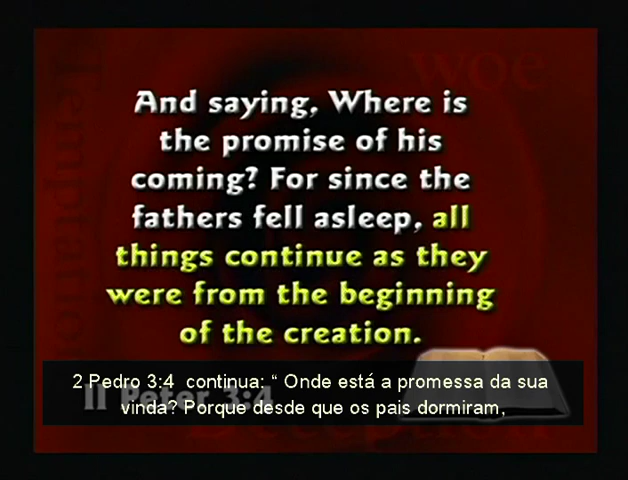 woe
Temptation
And saying, Where is
the promise of his
coming? For since the
fathers fell asleep, all
things continue as they
were from the beginning
of the creation.
II Peter 3:4
2 Pedro 3:4 continua: “ Onde está a promessa da sua
vinda? Porque desde que os pais dormiram,